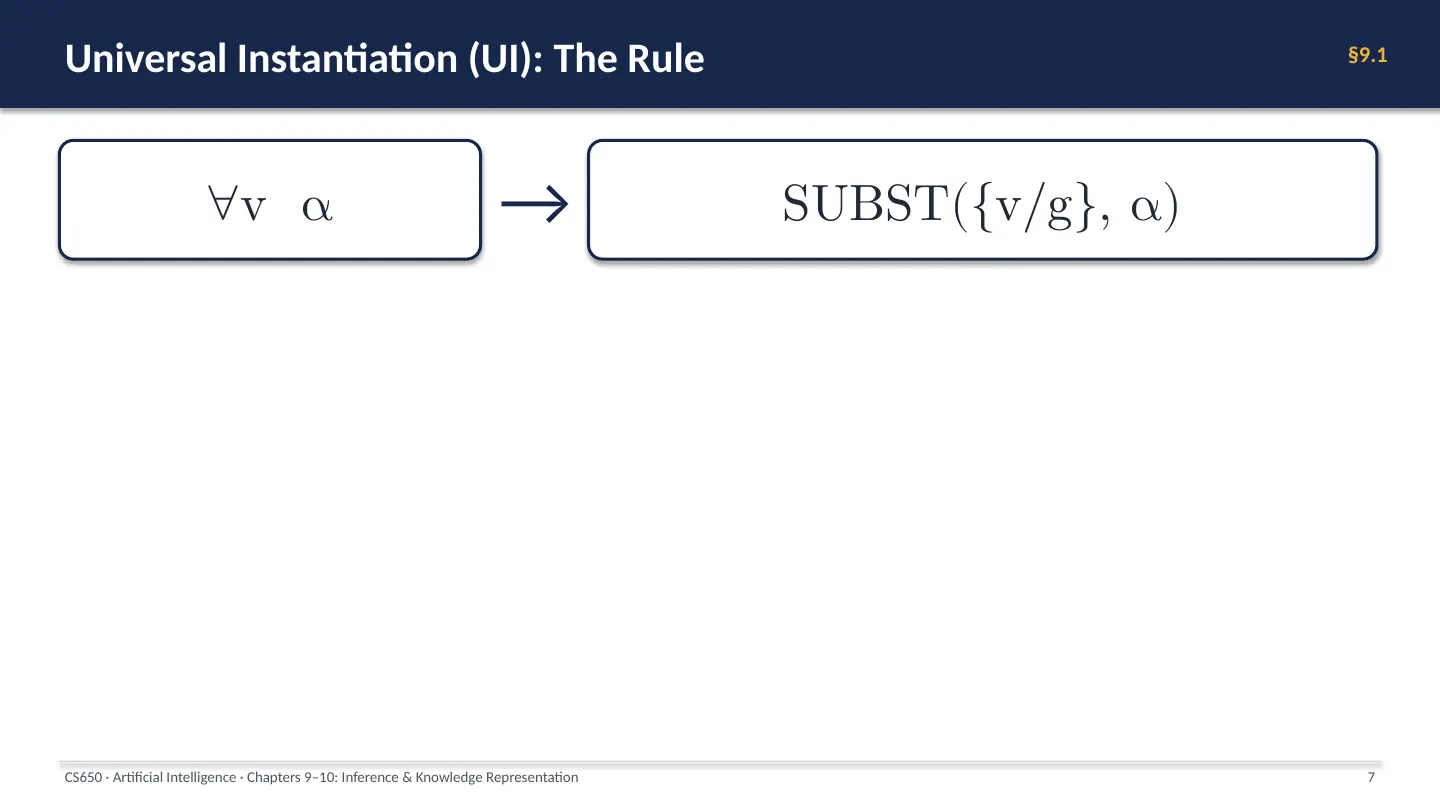 Universal Instantiation (UI): The Rule
§9.1
∀v α → SUBST({v/g}, α)
CS650 · Artificial Intelligence · Chapters 9–10: Inference & Knowledge Representation
7